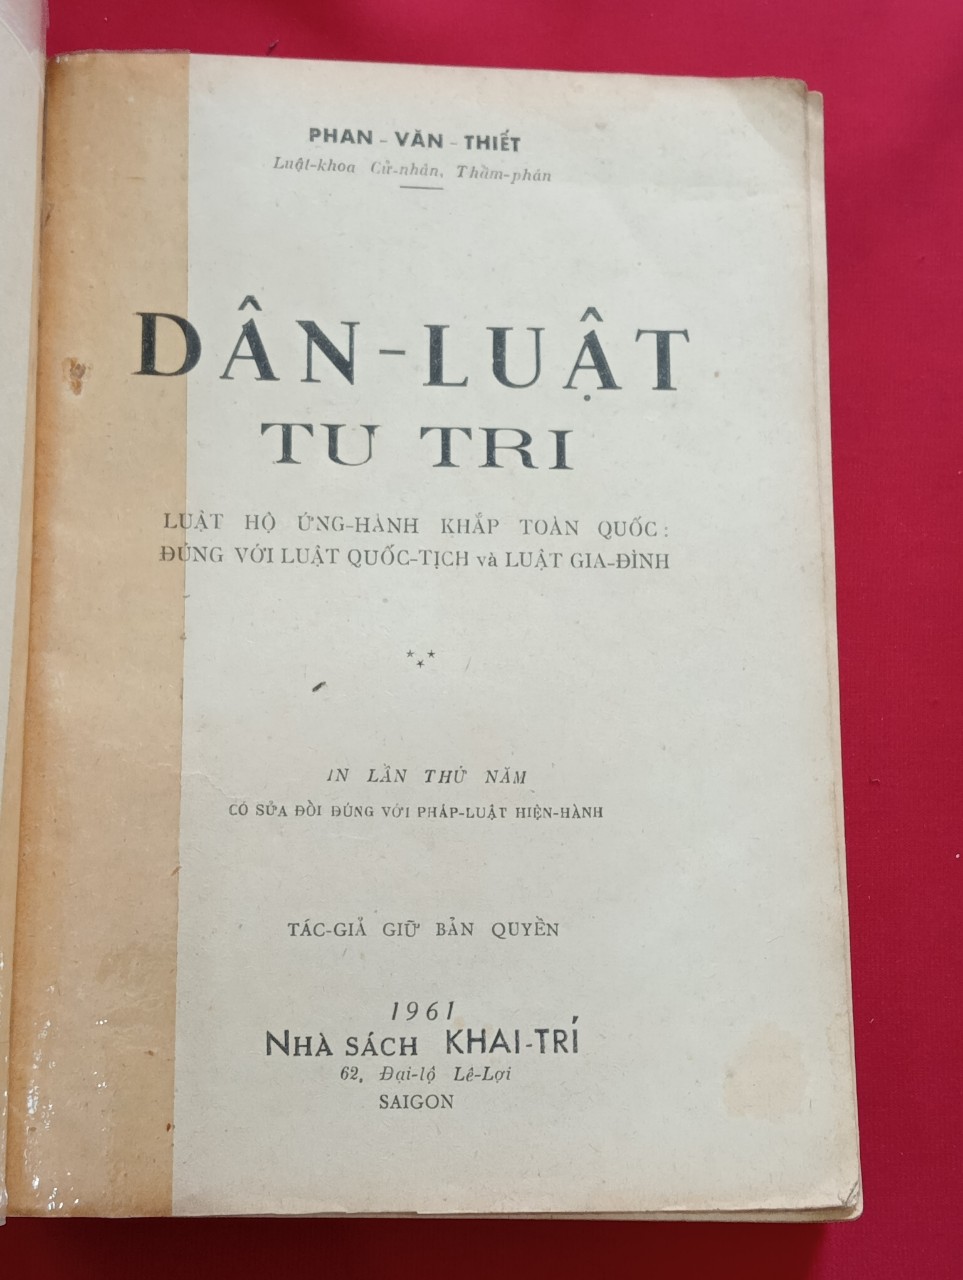 PHAN - VĂN - THIẾT
Luật-khoa Cử-nhân, Thẩm-phán
DÂN-LUẬT
TU TRI
LUẬT HỘ ỨNG-HÀNH KHẮP TOÀN QUỐC:
ĐÚNG VỚI LUẬT QUỐC-TỊCH và LUẬT GIA-ĐÌNH
IN LẦN THỨ NĂM
CÓ SỬA ĐỔI ĐÚNG VỚI PHÁP-LUẬT HIỆN-HÀNH
TÁC-GIẢ GIỮ BẢN QUYỀN
1961
NHÀ SÁCH KHAI-TRÍ
62, Đại-lộ Lê-Lợi
SAIGON